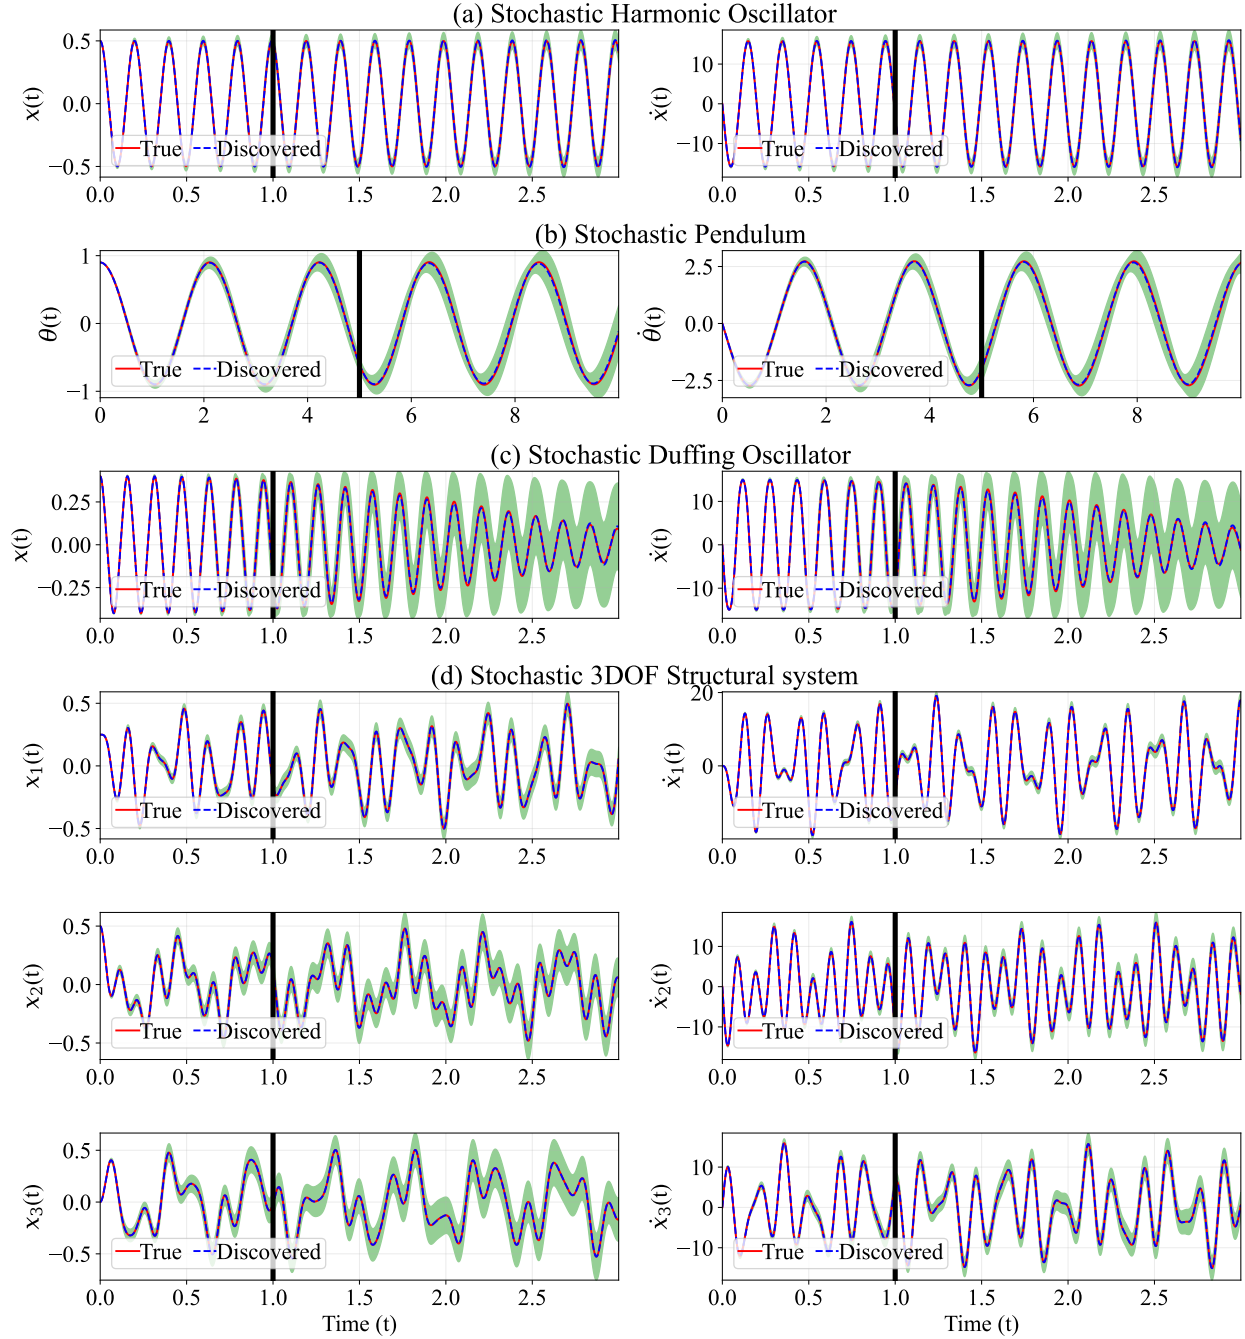 (a) Stochastic Harmonic Oscillator
x(t)
0.5
0.0
−0.5
True Discovered
0.0 0.5 1.0 1.5 2.0 2.5
ẋ(t)
10
0
−10
True Discovered
0.0 0.5 1.0 1.5 2.0 2.5
(b) Stochastic Pendulum
θ(t)
1
0
−1
True Discovered
0 2 4 6 8
θ̇(t)
2.5
0.0
−2.5
True Discovered
0 2 4 6 8
(c) Stochastic Duffing Oscillator
x(t)
0.25
0.00
−0.25
True Discovered
0.0 0.5 1.0 1.5 2.0 2.5
ẋ(t)
10
0
−10
True Discovered
0.0 0.5 1.0 1.5 2.0 2.5
(d) Stochastic 3DOF Structural system
x₁(t)
0.5
0.0
−0.5
True Discovered
0.0 0.5 1.0 1.5 2.0 2.5
ẋ₁(t)
20
0
True Discovered
0.0 0.5 1.0 1.5 2.0 2.5
x₂(t)
0.5
0.0
−0.5
True Discovered
0.0 0.5 1.0 1.5 2.0 2.5
ẋ₂(t)
10
0
−10
True Discovered
0.0 0.5 1.0 1.5 2.0 2.5
x₃(t)
0.5
0.0
−0.5
True Discovered
0.0 0.5 1.0 1.5 2.0 2.5
Time (t)
ẋ₃(t)
10
0
−10
True Discovered
0.0 0.5 1.0 1.5 2.0 2.5
Time (t)